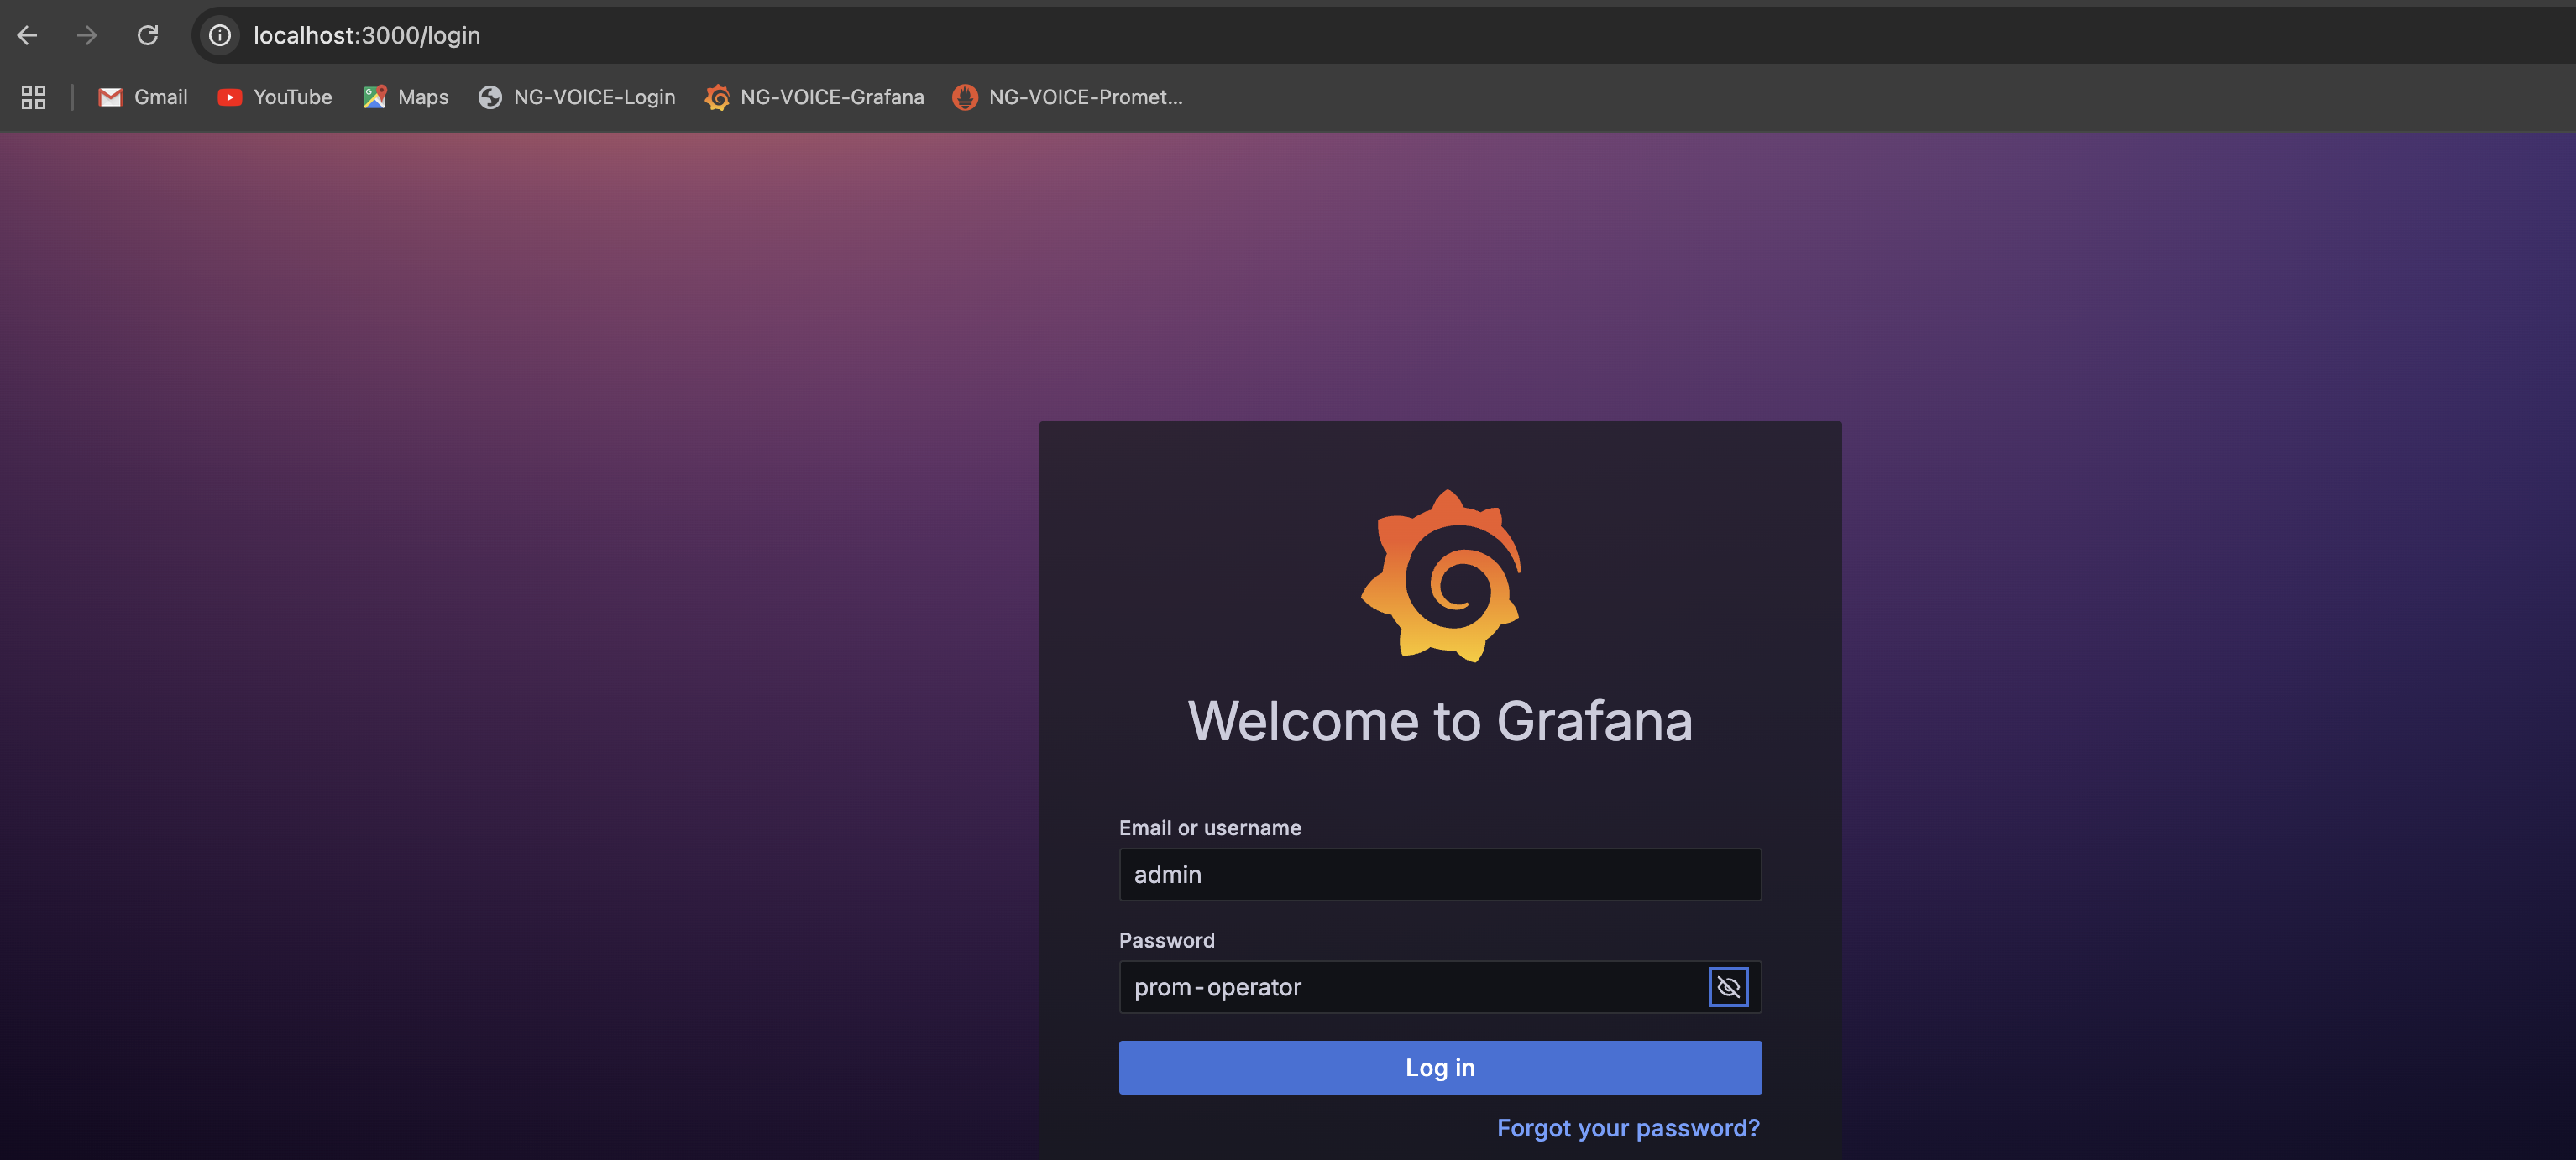 localhost:3000/login
Gmail YouTube Maps NG-VOICE-Login NG-VOICE-Grafana NG-VOICE-Promet...
Welcome to Grafana
Email or username
admin
Password
prom-operator
Log in
Forgot your password?